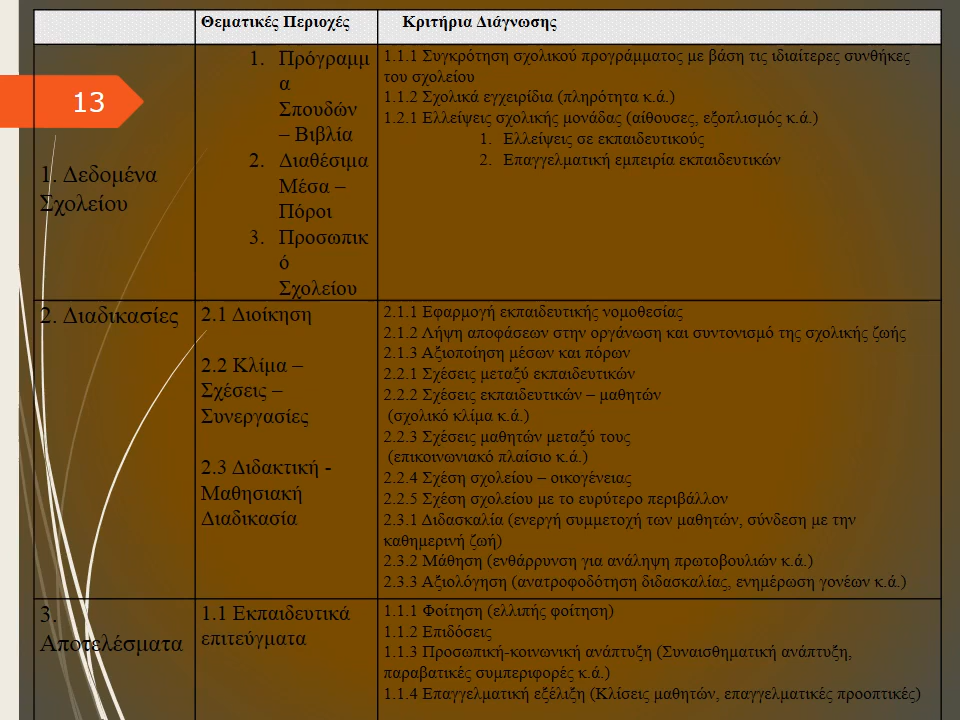 Θεματικές Περιοχές
Κριτήρια Διάγνωσης
13
1. Δεδομένα
Σχολείου
1. Πρόγραμμ
α
Σπουδών
– Βιβλία
2. Διαθέσιμα
Μέσα –
Πόροι
3. Προσωπικ
ό
Σχολείου
1.1.1 Συγκρότηση σχολικού προγράμματος με βάση τις ιδιαίτερες συνθήκες
του σχολείου
1.1.2 Σχολικά εγχειρίδια (πληρότητα κ.ά.)
1.2.1 Ελλείψεις σχολικής μονάδας (αίθουσες, εξοπλισμός κ.ά.)
1. Ελλείψεις σε εκπαιδευτικούς
2. Επαγγελματική εμπειρία εκπαιδευτικών
2. Διαδικασίες
2.1 Διοίκηση
2.2 Κλίμα –
Σχέσεις –
Συνεργασίες
2.3 Διδακτική -
Μαθησιακή
Διαδικασία
2.1.1 Εφαρμογή εκπαιδευτικής νομοθεσίας
2.1.2 Λήψη αποφάσεων στην οργάνωση και συντονισμό της σχολικής ζωής
2.1.3 Αξιοποίηση μέσων και πόρων
2.2.1 Σχέσεις μεταξύ εκπαιδευτικών
2.2.2 Σχέσεις εκπαιδευτικών – μαθητών
(σχολικό κλίμα κ.ά.)
2.2.3 Σχέσεις μαθητών μεταξύ τους
(επικοινωνιακό πλαίσιο κ.ά.)
2.2.4 Σχέση σχολείου – οικογένειας
2.2.5 Σχέση σχολείου με το ευρύτερο περιβάλλον
2.3.1 Διδασκαλία (ενεργή συμμετοχή των μαθητών, σύνδεση με την
καθημερινή ζωή)
2.3.2 Μάθηση (ενθάρρυνση για ανάληψη πρωτοβουλιών κ.ά.)
2.3.3 Αξιολόγηση (ανατροφοδότηση διδασκαλίας, ενημέρωση γονέων κ.ά.)
3.
Αποτελέσματα
1.1 Εκπαιδευτικά
επιτεύγματα
1.1.1 Φοίτηση (ελλιπής φοίτηση)
1.1.2 Επιδόσεις
1.1.3 Προσωπική-κοινωνική ανάπτυξη (Συναισθηματική ανάπτυξη,
παραβατικές συμπεριφορές κ.ά.)
1.1.4 Επαγγελματική εξέλιξη (Κλίσεις μαθητών, επαγγελματικές προοπτικές)